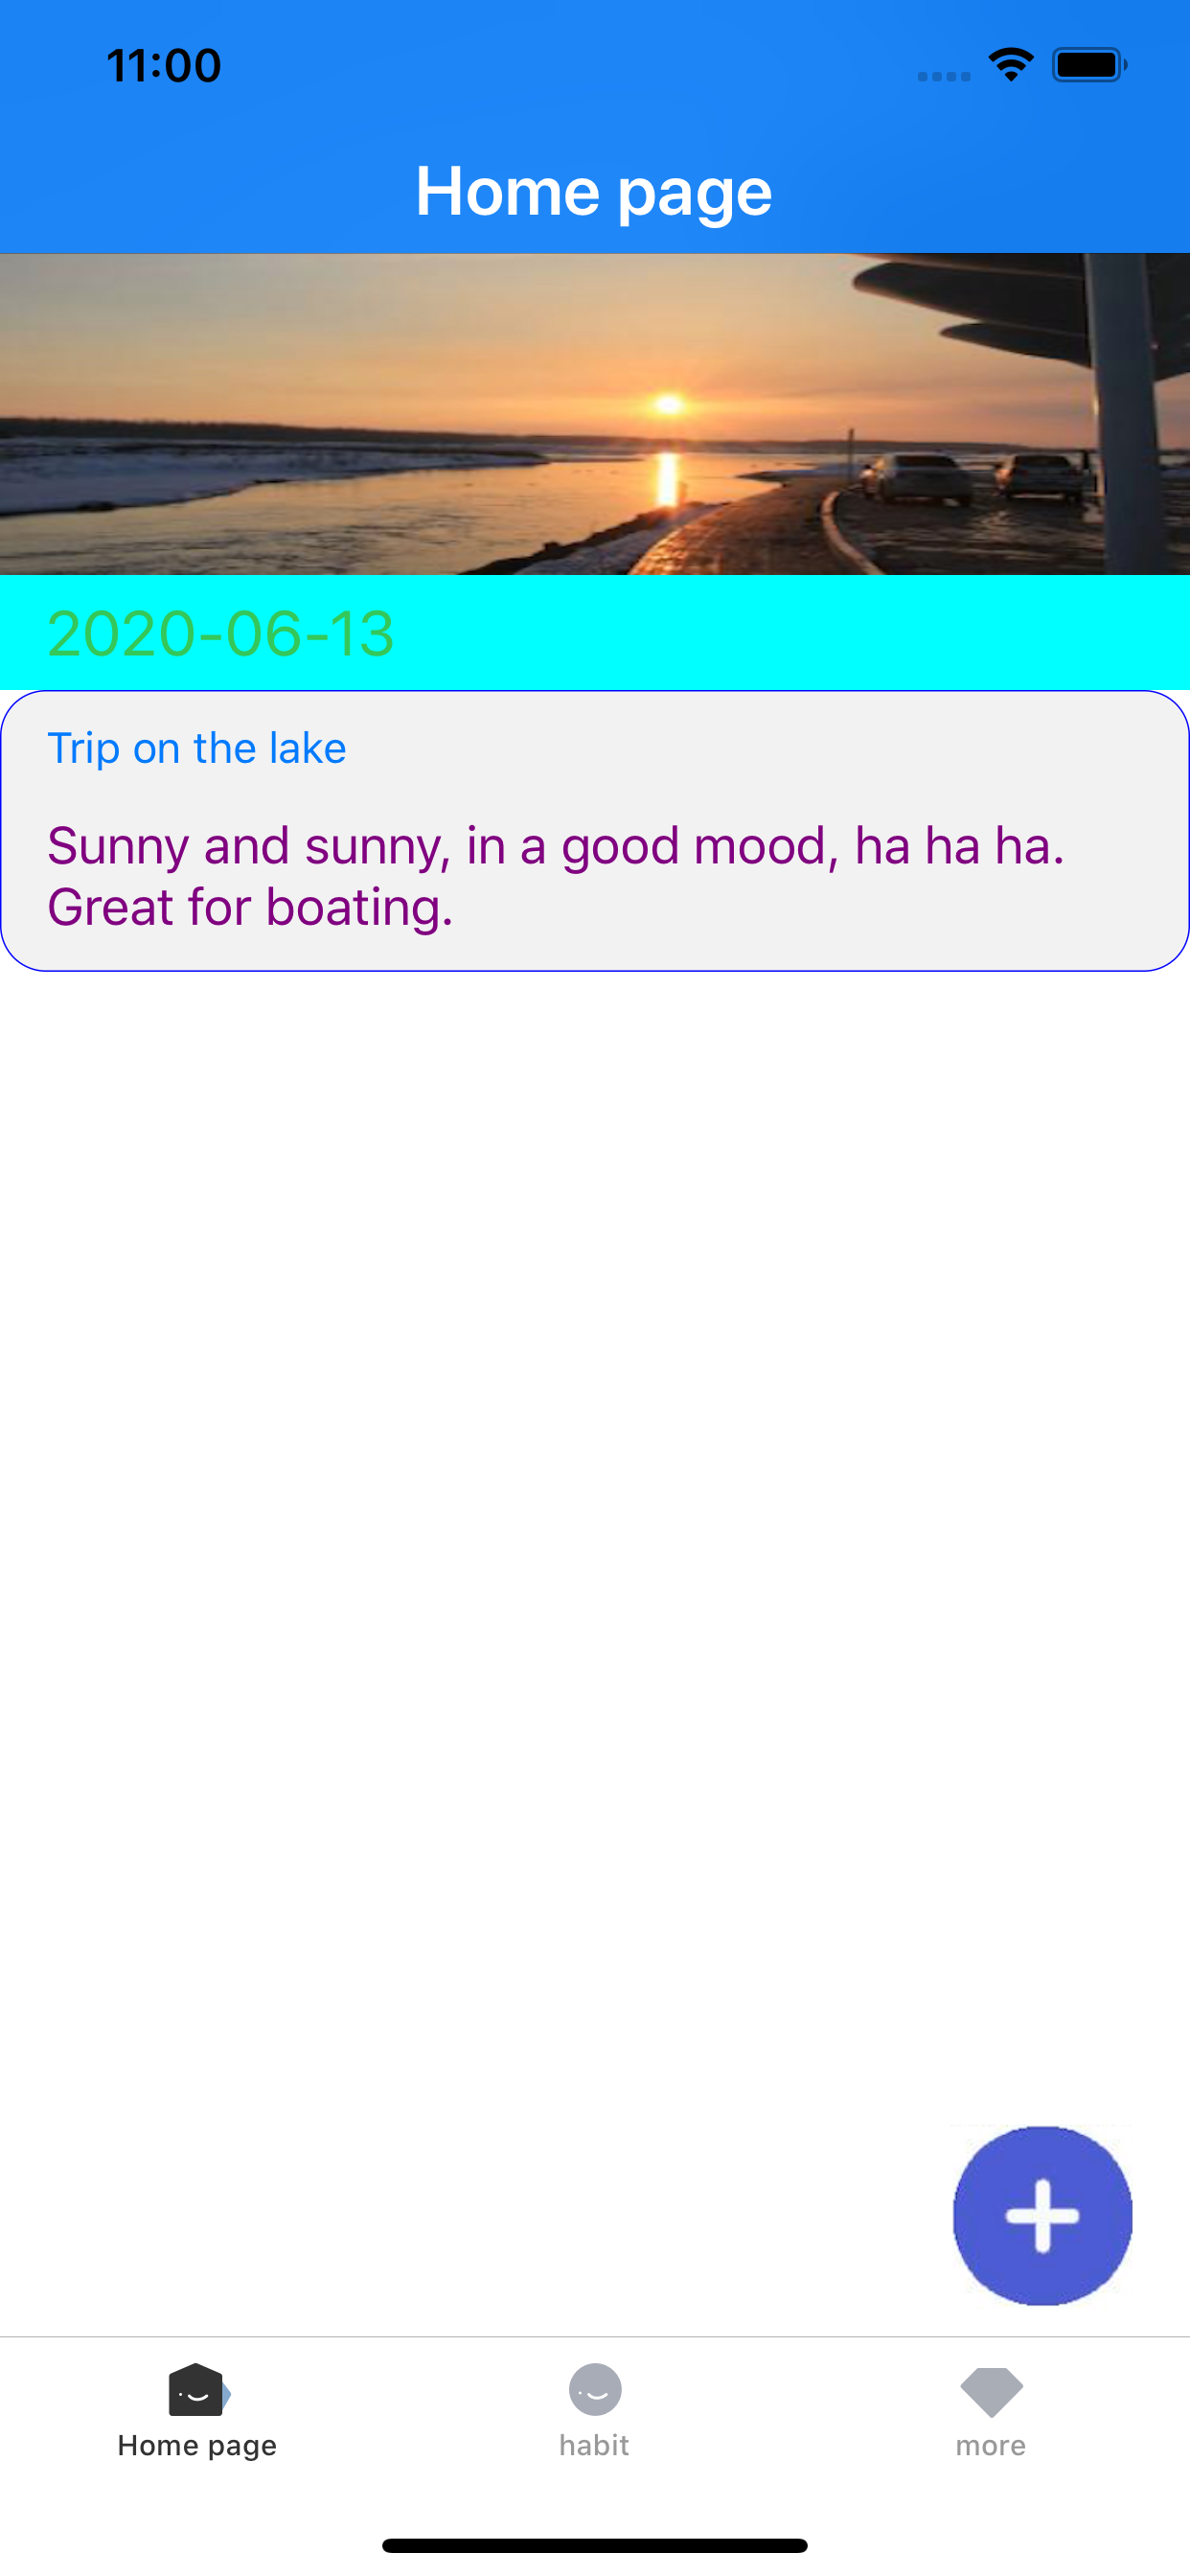 11:00
Home page
2020-06-13
Trip on the lake
Sunny and sunny, in a good mood, ha ha ha.
Great for boating.
Home page
habit
more